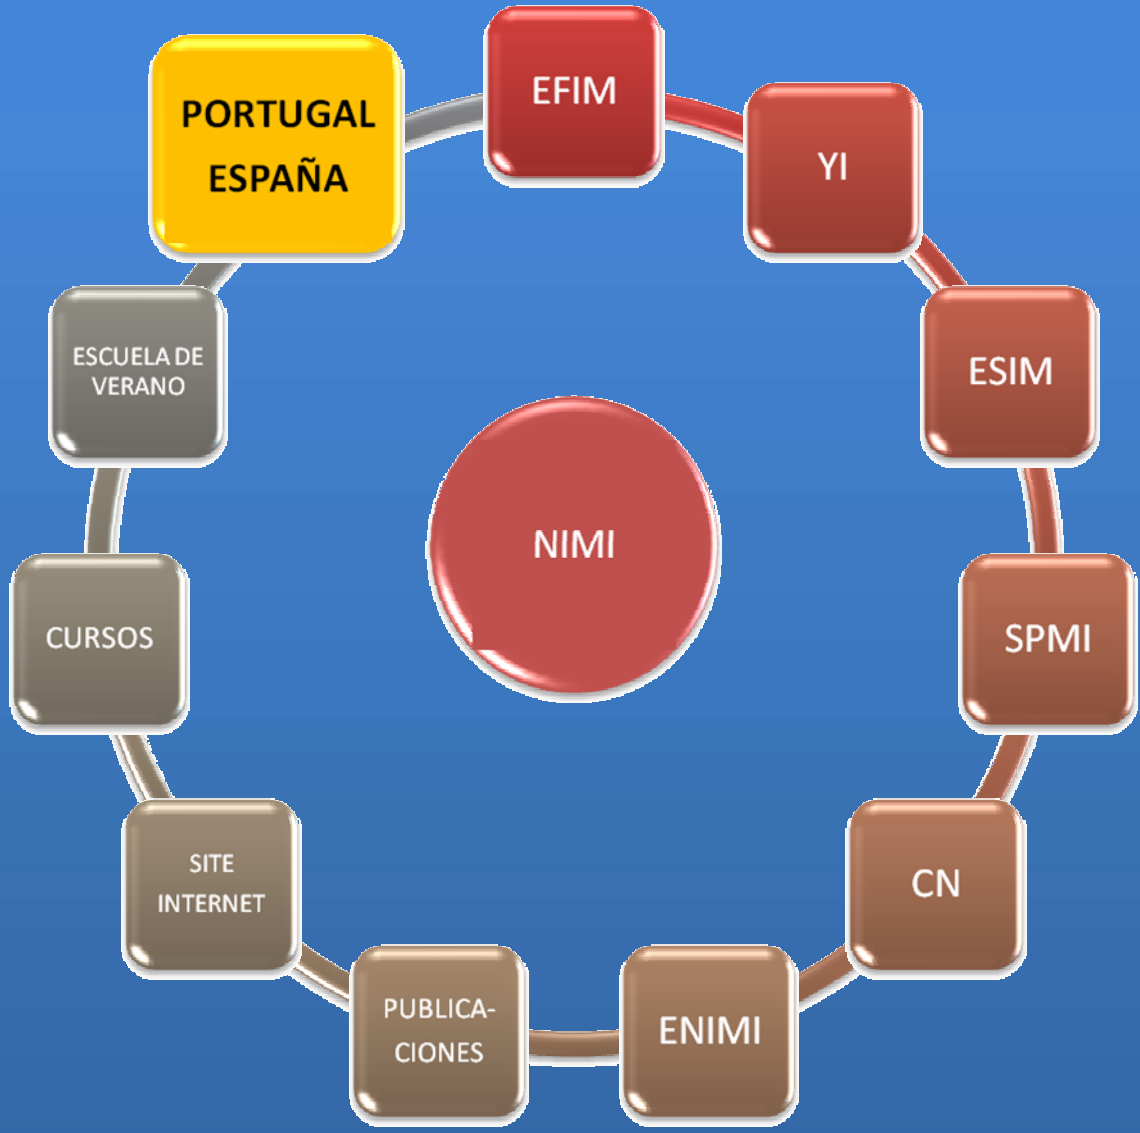 PORTUGAL
ESPAÑA
EFIM
YI
ESIM
SPMI
CN
ENIMI
PUBLICA-
CIONES
SITE
INTERNET
CURSOS
ESCUELA DE
VERANO
NIMI